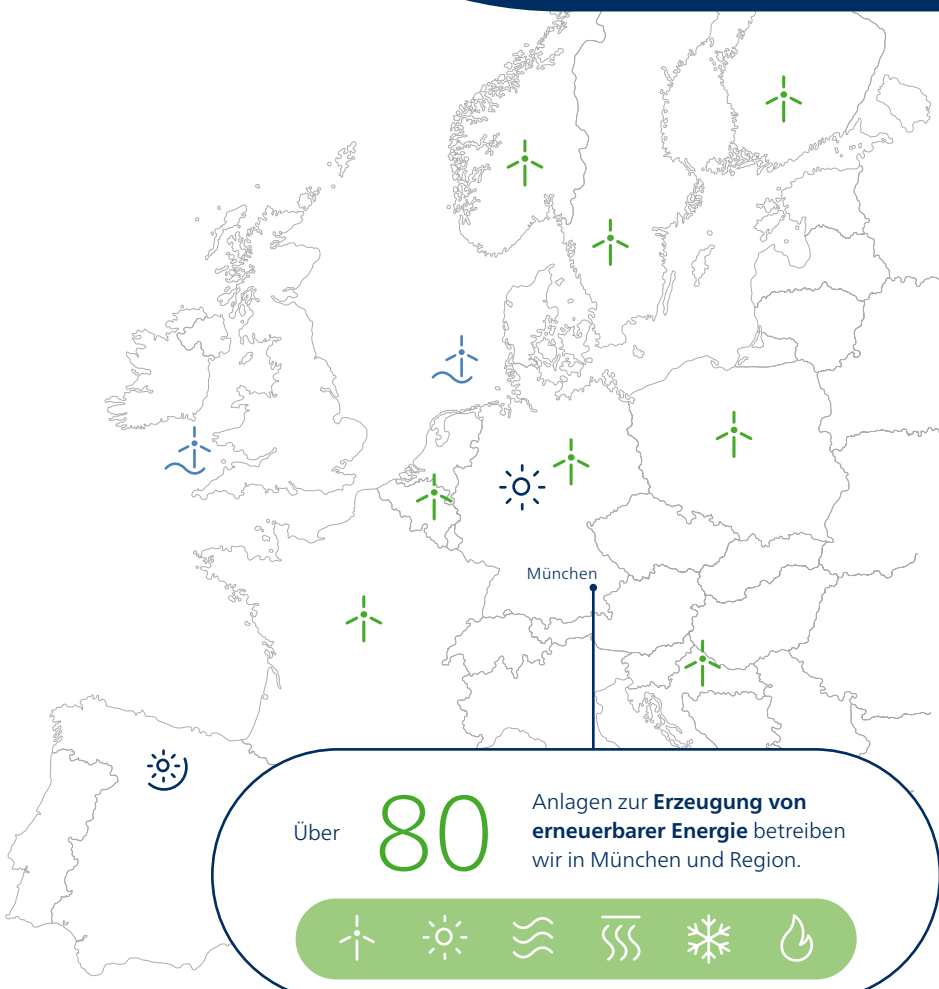 München
Über
80
Anlagen zur Erzeugung von
erneuerbarer Energie betreiben
wir in München und Region.